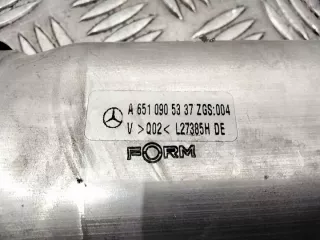 A 651 090 53 37 ZGS:004
V >Q02< L27385H DE
FORM